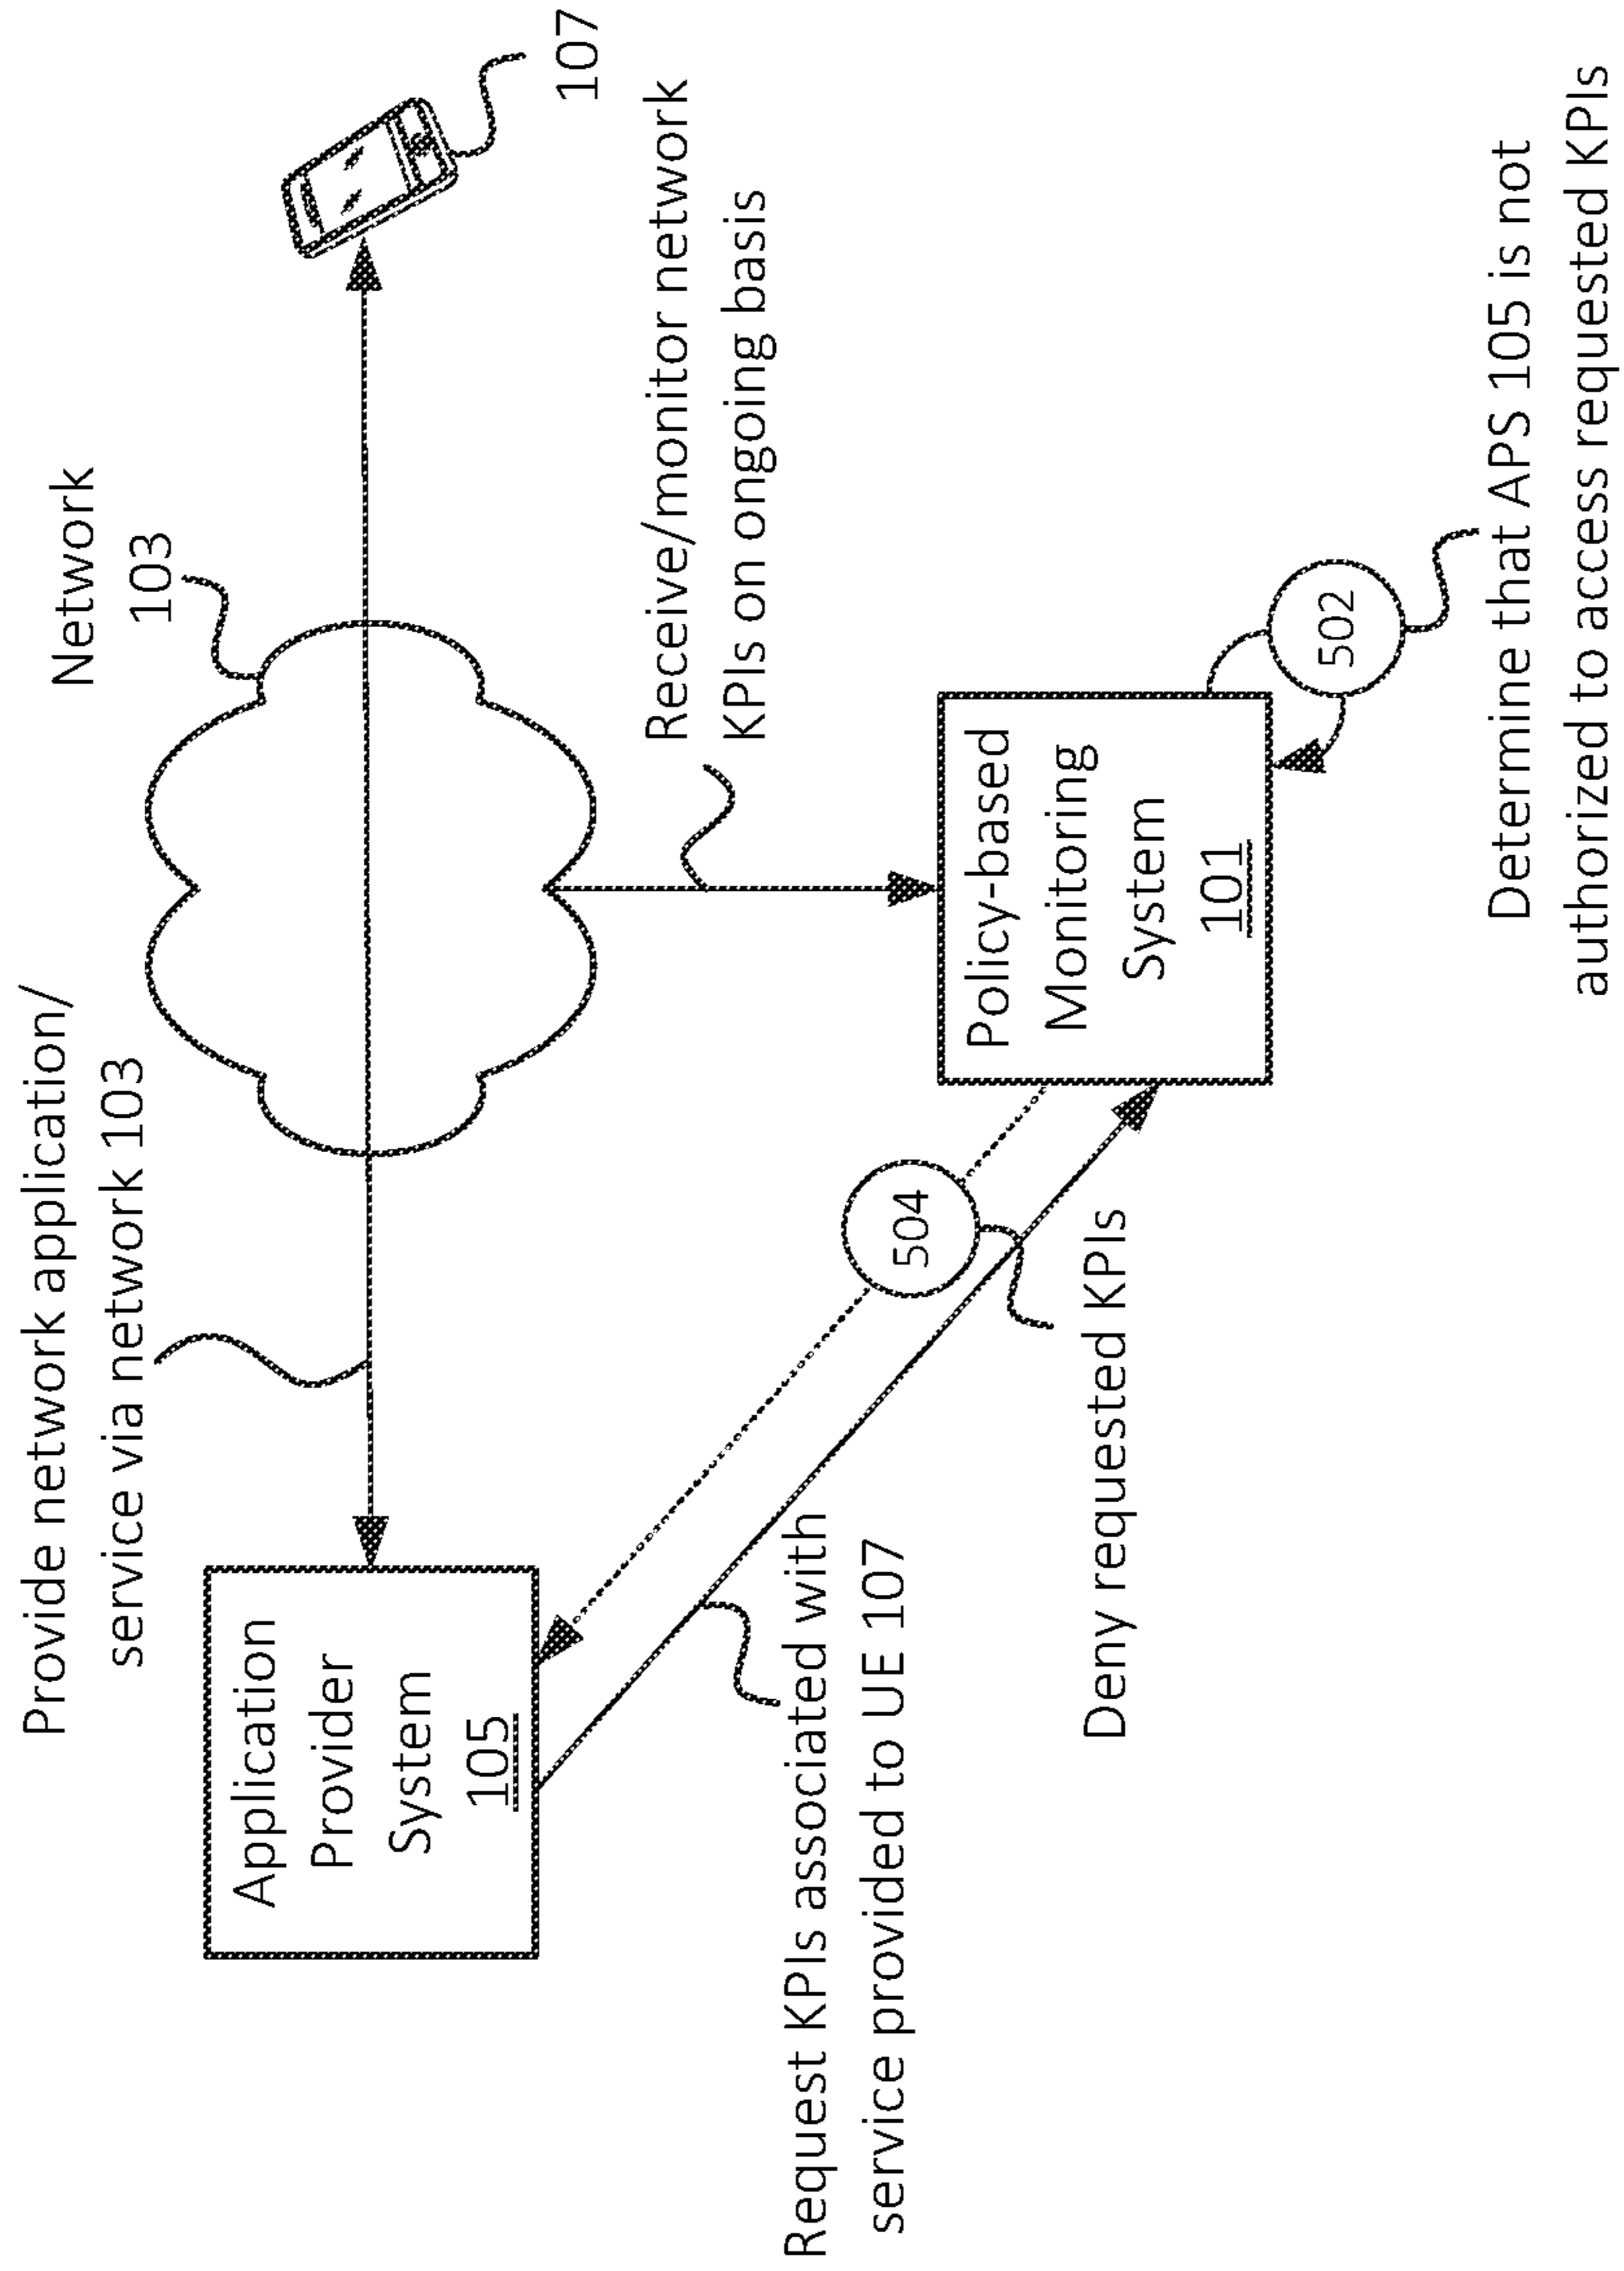 Provide network application/
service via network 103
Network
103
107
Application
Provider
System
105
Receive/monitor network
KPIs on ongoing basis
Request KPIs associated with
service provided to UE 107
504
Deny requested KPIs
Policy-based
Monitoring
System
101
502
Determine that APS 105 is not
authorized to access requested KPIs